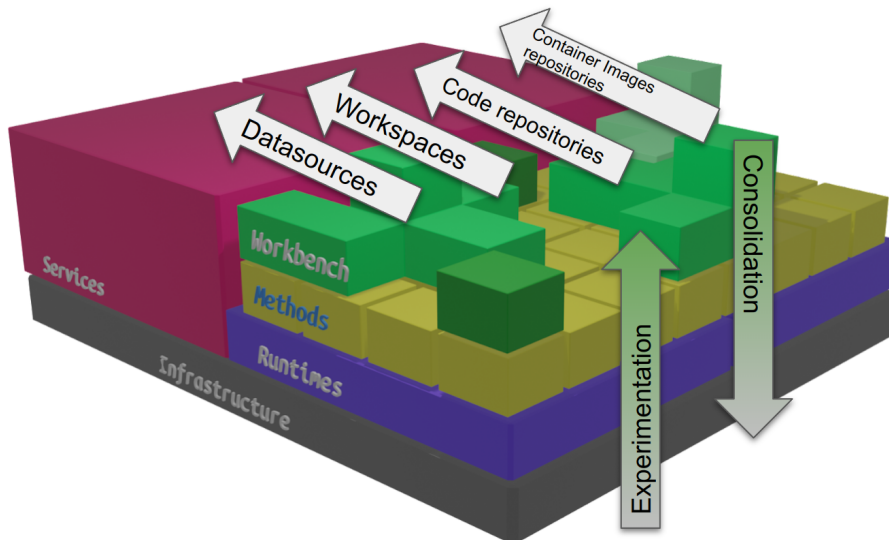 Container Images
repositories
Code repositories
Workspaces
Datasources
Services
Workbench
Methods
Runtimes
Infrastructure
Experimentation
Consolidation